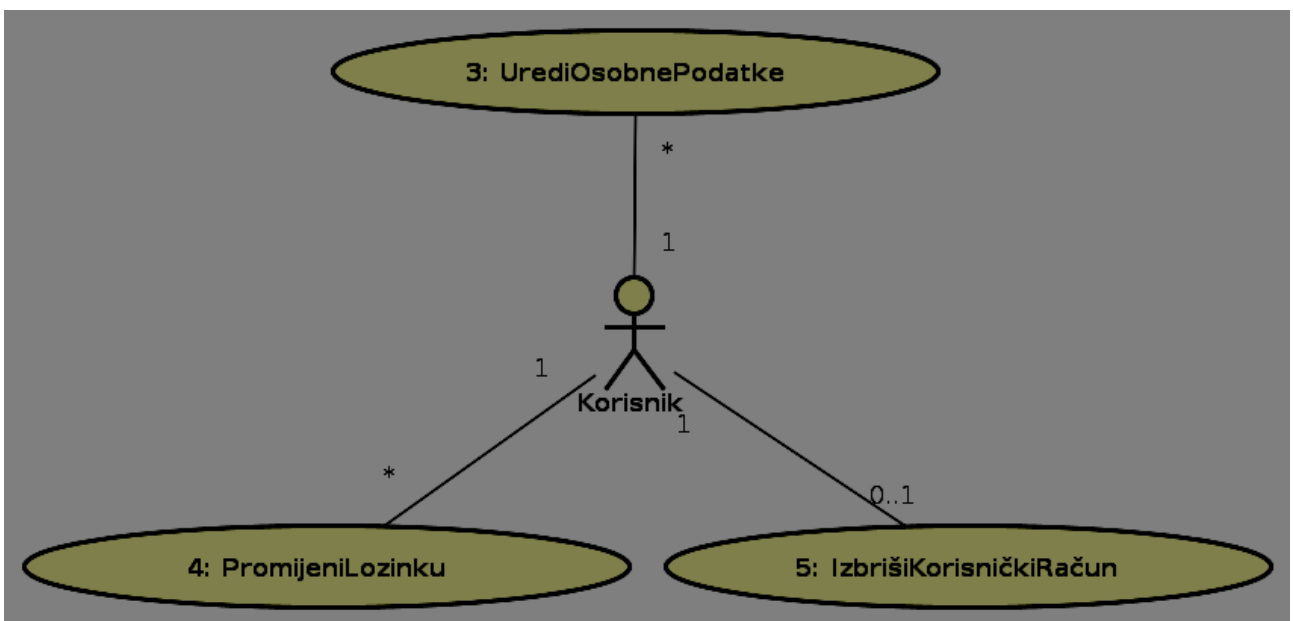 3: UrediOsobnePodatke
*
1
1
Korisnik
1
*
0..1
4: PromijeniLozinku
5: IzbrišiKorisničkiRačun